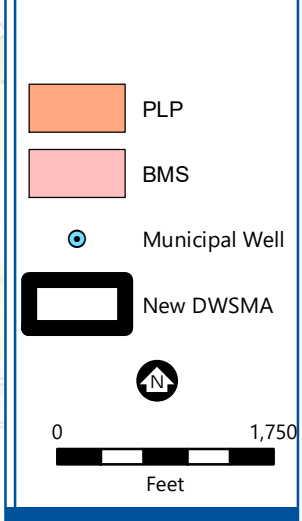 PLP
BMS
Municipal Well
New DWSMA
N
0 1,750
Feet